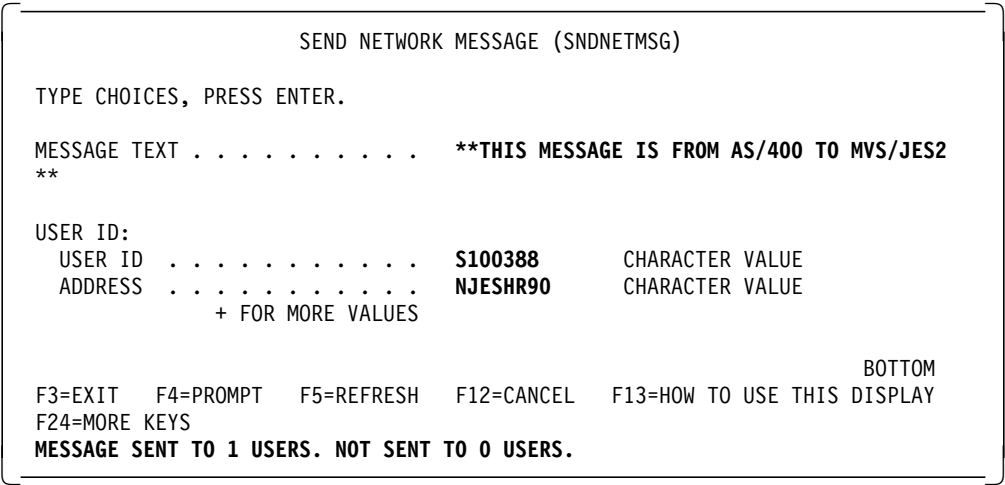 SEND NETWORK MESSAGE (SNDNETMSG)
TYPE CHOICES, PRESS ENTER.
MESSAGE TEXT . . . . . . . . . . **THIS MESSAGE IS FROM AS/400 TO MVS/JES2
**
USER ID:
USER ID . . . . . . . . . . . S100388 CHARACTER VALUE
ADDRESS . . . . . . . . . . . NJESHR90 CHARACTER VALUE
+ FOR MORE VALUES
BOTTOM
F3=EXIT F4=PROMPT F5=REFRESH F12=CANCEL F13=HOW TO USE THIS DISPLAY
F24=MORE KEYS
MESSAGE SENT TO 1 USERS. NOT SENT TO 0 USERS.